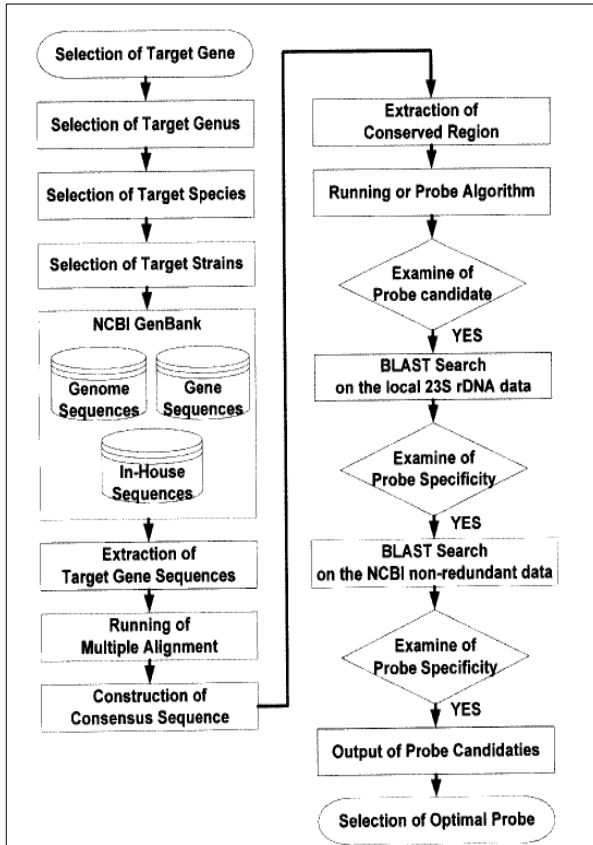 Selection of Target Gene
Selection of Target Genus
Selection of Target Species
Selection of Target Strains
NCBI GenBank
Genome
Sequences
Gene
Sequences
In-House
Sequences
Extraction of
Target Gene Sequences
Running of
Multiple Alignment
Construction of
Consensus Sequence
Extraction of
Conserved Region
Running or Probe Algorithm
Examine of
Probe candidate
YES
BLAST Search
on the local 23S rDNA data
Examine of
Probe Specificity
YES
BLAST Search
on the NCBI non-redundant data
Examine of
Probe Specificity
YES
Output of Probe Candidaties
Selection of Optimal Probe